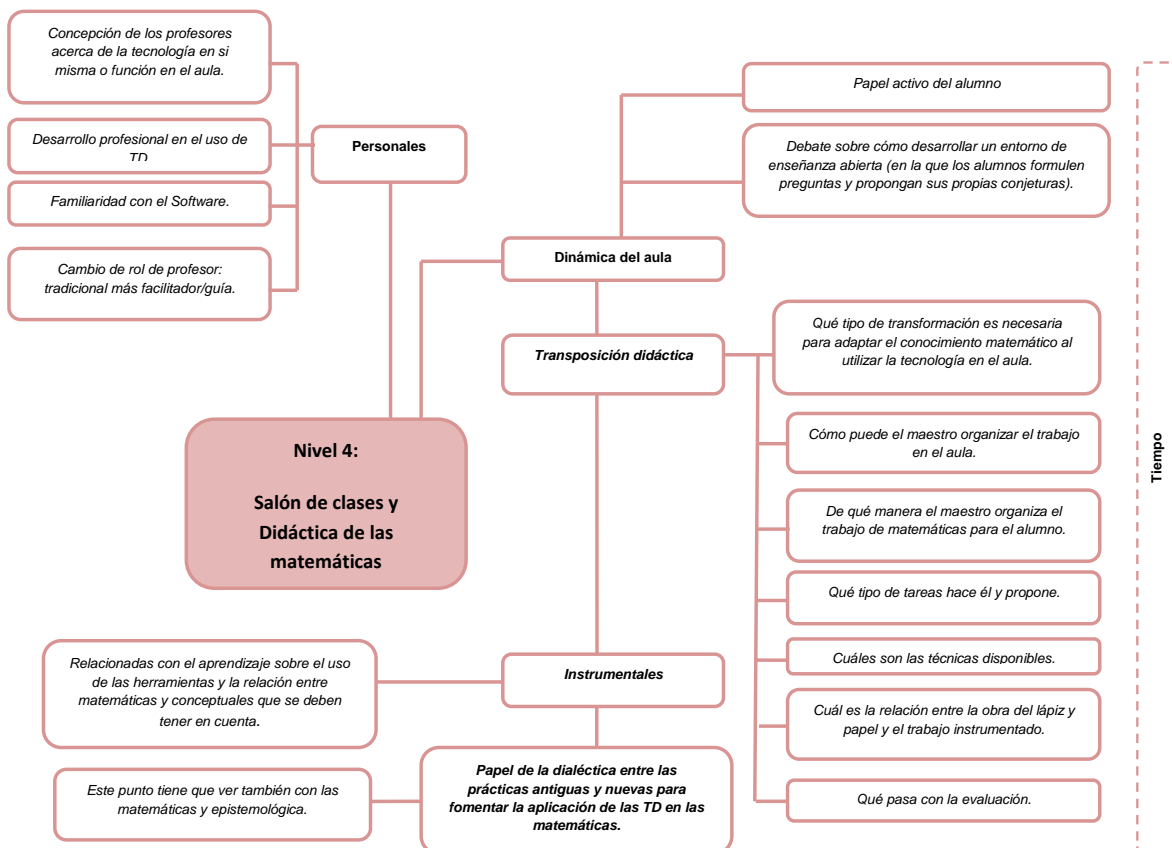 Concepción de los profesores
acerca de la tecnología en si
misma o función en el aula.
Desarrollo profesional en el uso de
TD
Familiaridad con el Software.
Cambio de rol de profesor:
tradicional más facilitador/guía.
Personales
Papel activo del alumno
Debate sobre cómo desarrollar un entorno de
enseñanza abierta (en la que los alumnos formulen
preguntas y propongan sus propias conjeturas).
Dinámica del aula
Transposición didáctica
Qué tipo de transformación es necesaria
para adaptar el conocimiento matemático al
utilizar la tecnología en el aula.
Cómo puede el maestro organizar el trabajo
en el aula.
De qué manera el maestro organiza el
trabajo de matemáticas para el alumno.
Qué tipo de tareas hace él y propone.
Cuáles son las técnicas disponibles.
Cuál es la relación entre la obra del lápiz y
papel y el trabajo instrumentado.
Qué pasa con la evaluación.
Tiempo
Nivel 4:
Salón de clases y
Didáctica de las
matemáticas
Instrumentales
Relacionadas con el aprendizaje sobre el uso
de las herramientas y la relación entre
matemáticas y conceptuales que se deben
tener en cuenta.
Papel de la dialéctica entre las
prácticas antiguas y nuevas para
fomentar la aplicación de las TD en las
matemáticas.
Este punto tiene que ver también con las
matemáticas y epistemológica.